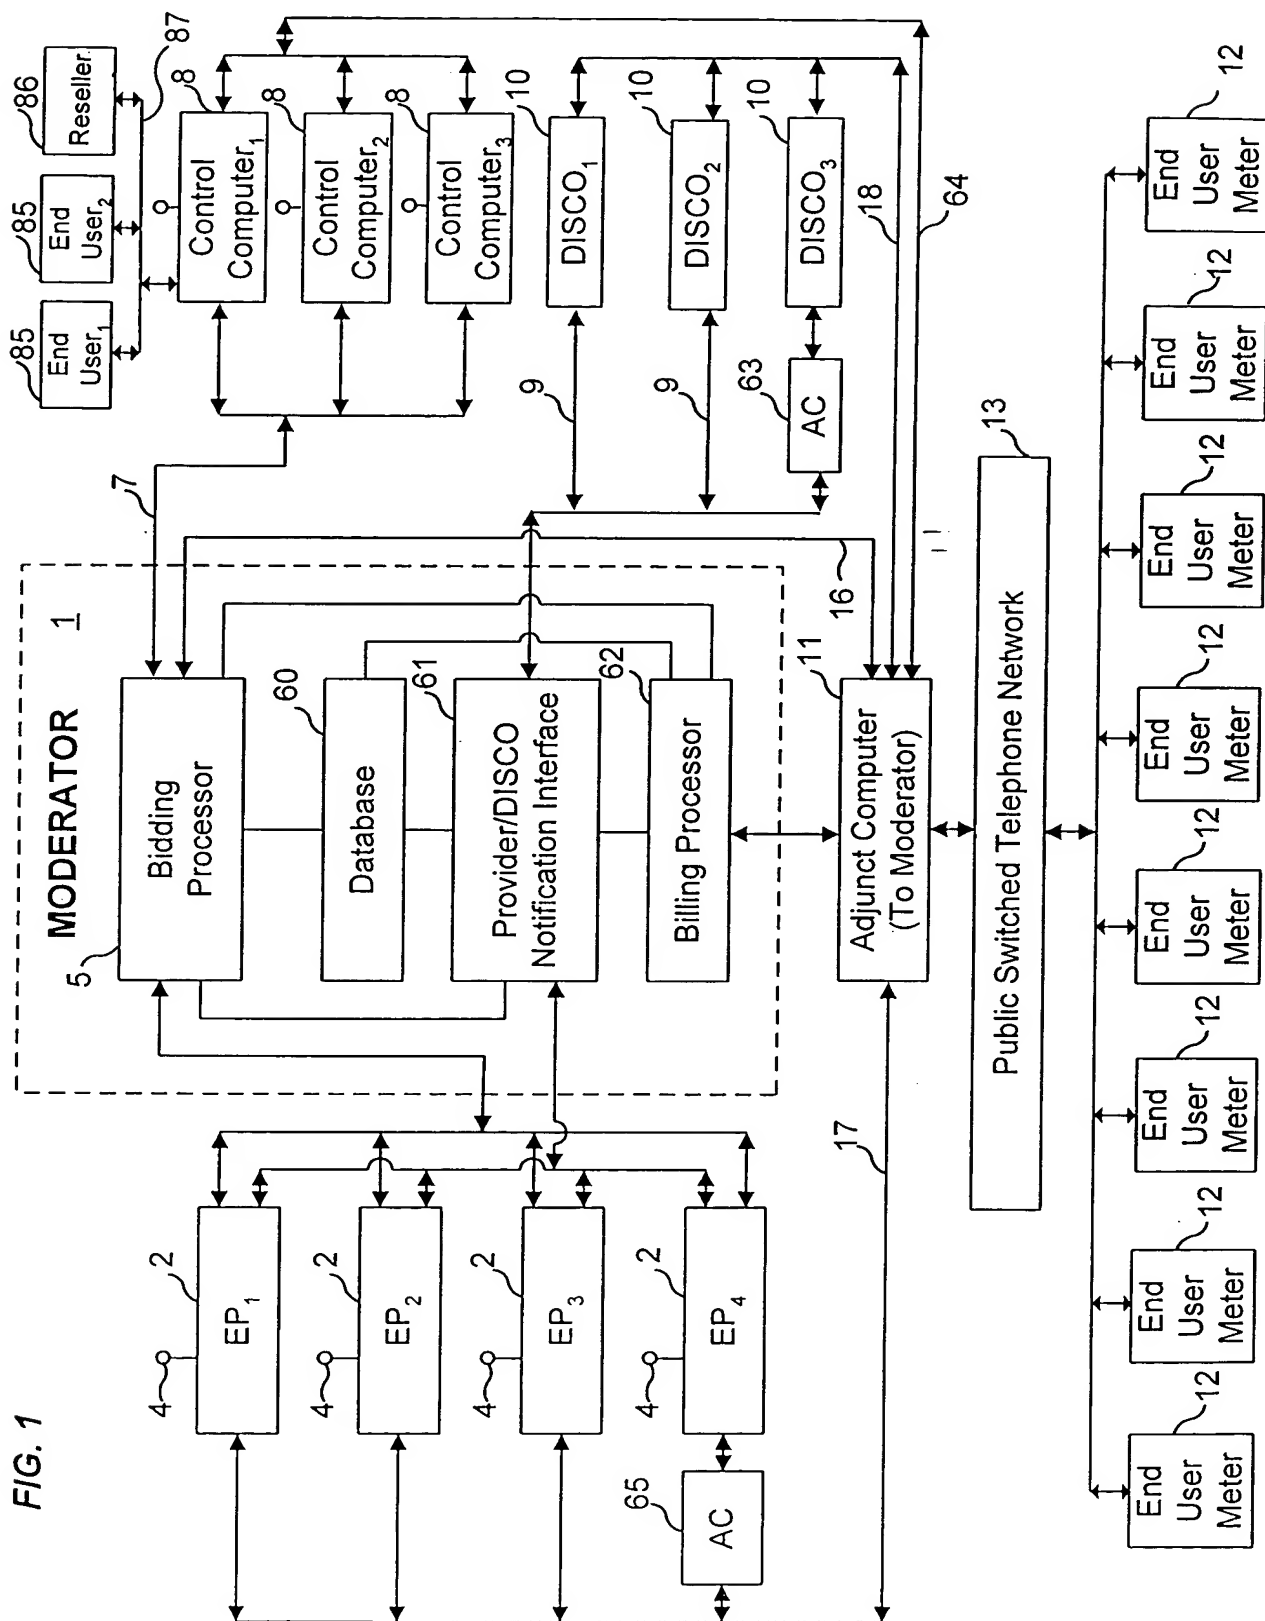 FIG. 1
MODERATOR
1
5
Bidding
Processor
60
Database
61
Provider/DISCO
Notification Interface
62
Billing Processor
4
2
EP1
4
2
EP2
4
2
EP3
4
2
EP4
65
AC
17
7
16
85
End
User1
85
End
User2
86
Reseller
87
8
Control
Computer1
8
Control
Computer2
8
Control
Computer3
9
10
DISCO1
9
10
DISCO2
63
AC
10
DISCO3
18
64
11
Adjunct Computer
(To Moderator)
13
Public Switched Telephone Network
12
End
User
Meter
12
End
User
Meter
12
End
User
Meter
12
End
User
Meter
12
End
User
Meter
12
End
User
Meter
12
End
User
Meter
12
End
User
Meter